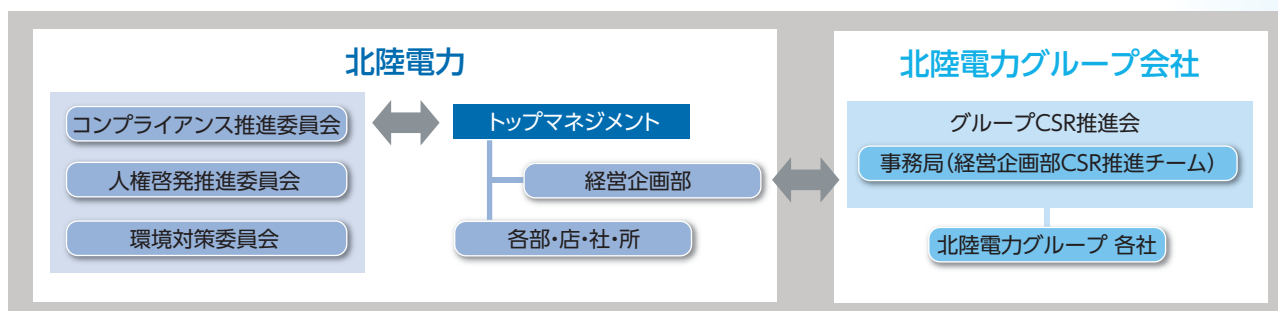 北陸電力
コンプライアンス推進委員会
人権啓発推進委員会
環境対策委員会
トップマネジメント
経営企画部
各部・店・社・所
北陸電力グループ会社
グループCSR推進会
事務局（経営企画部CSR推進チーム）
北陸電力グループ 各社